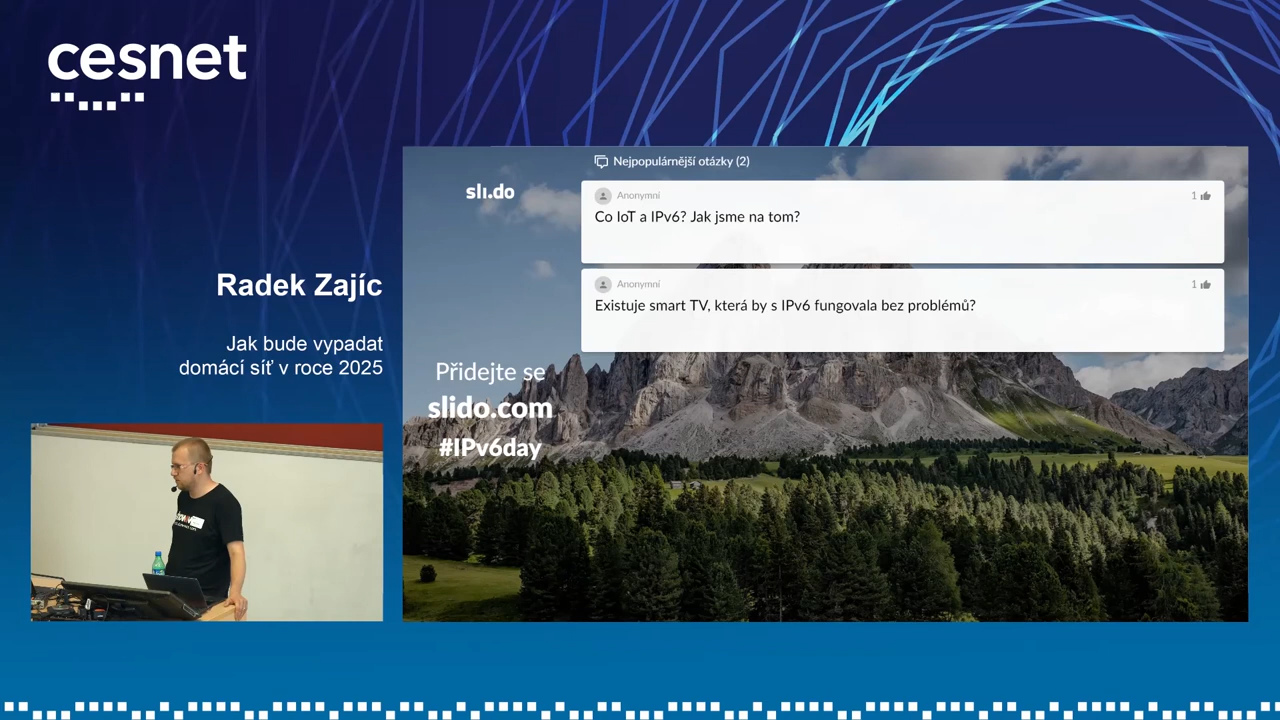 cesnet
Radek Zajíc
Jak bude vypadat
domácí síť v roce 2025
sli.do
Přidejte se
slido.com
#IPv6day
Nejpopulárnější otázky (2)
Anonymní
1
Co IoT a IPv6? Jak jsme na tom?
Anonymní
1
Existuje smart TV, která by s IPv6 fungovala bez problémů?